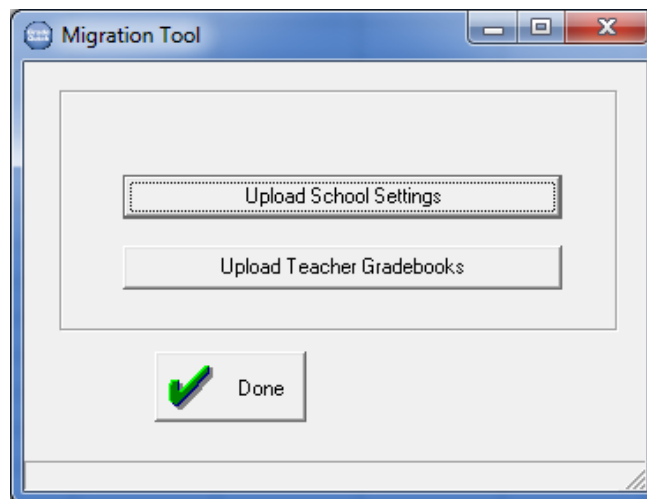 Migration Tool
Upload School Settings
Upload Teacher Gradebooks
Done